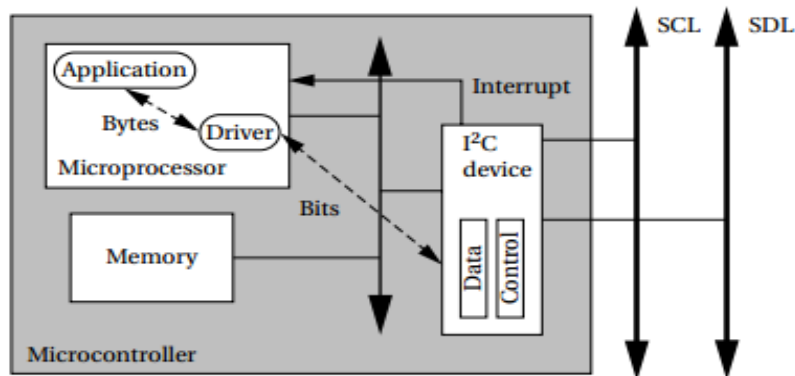 SCL
SDL
Application
Bytes
Driver
Microprocessor
Interrupt
I²C
device
Bits
Data
Control
Memory
Microcontroller